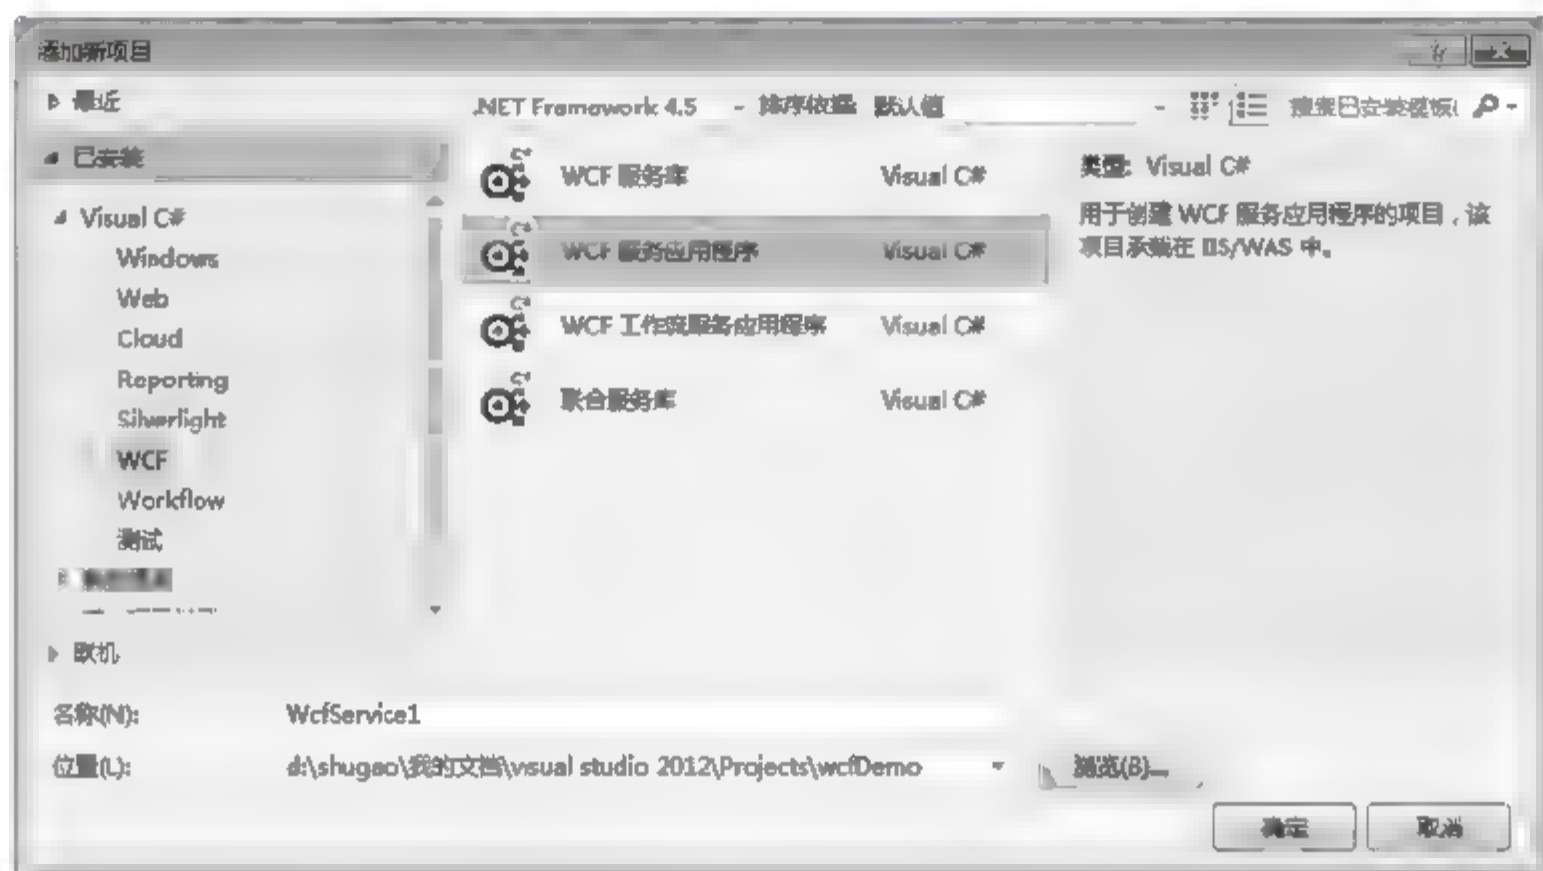 添加新项目
最近
.NET Framework 4.5 排序依据: 默认值 搜索已安装模板(
已安装
Visual C#
Windows
Web
Cloud
Reporting
Silverlight
WCF
Workflow
测试
联机
WCF 服务库 Visual C#
WCF 服务应用程序 Visual C#
WCF 工作流服务应用程序 Visual C#
联合服务库 Visual C#
类型: Visual C#
用于创建 WCF 服务应用程序的项目，该
项目承载在 IIS/WAS 中。
名称(N): WcfService1
位置(L): d:\shugao\我的文档\visual studio 2012\Projects\wcfDemo 浏览(B)...
确定 取消